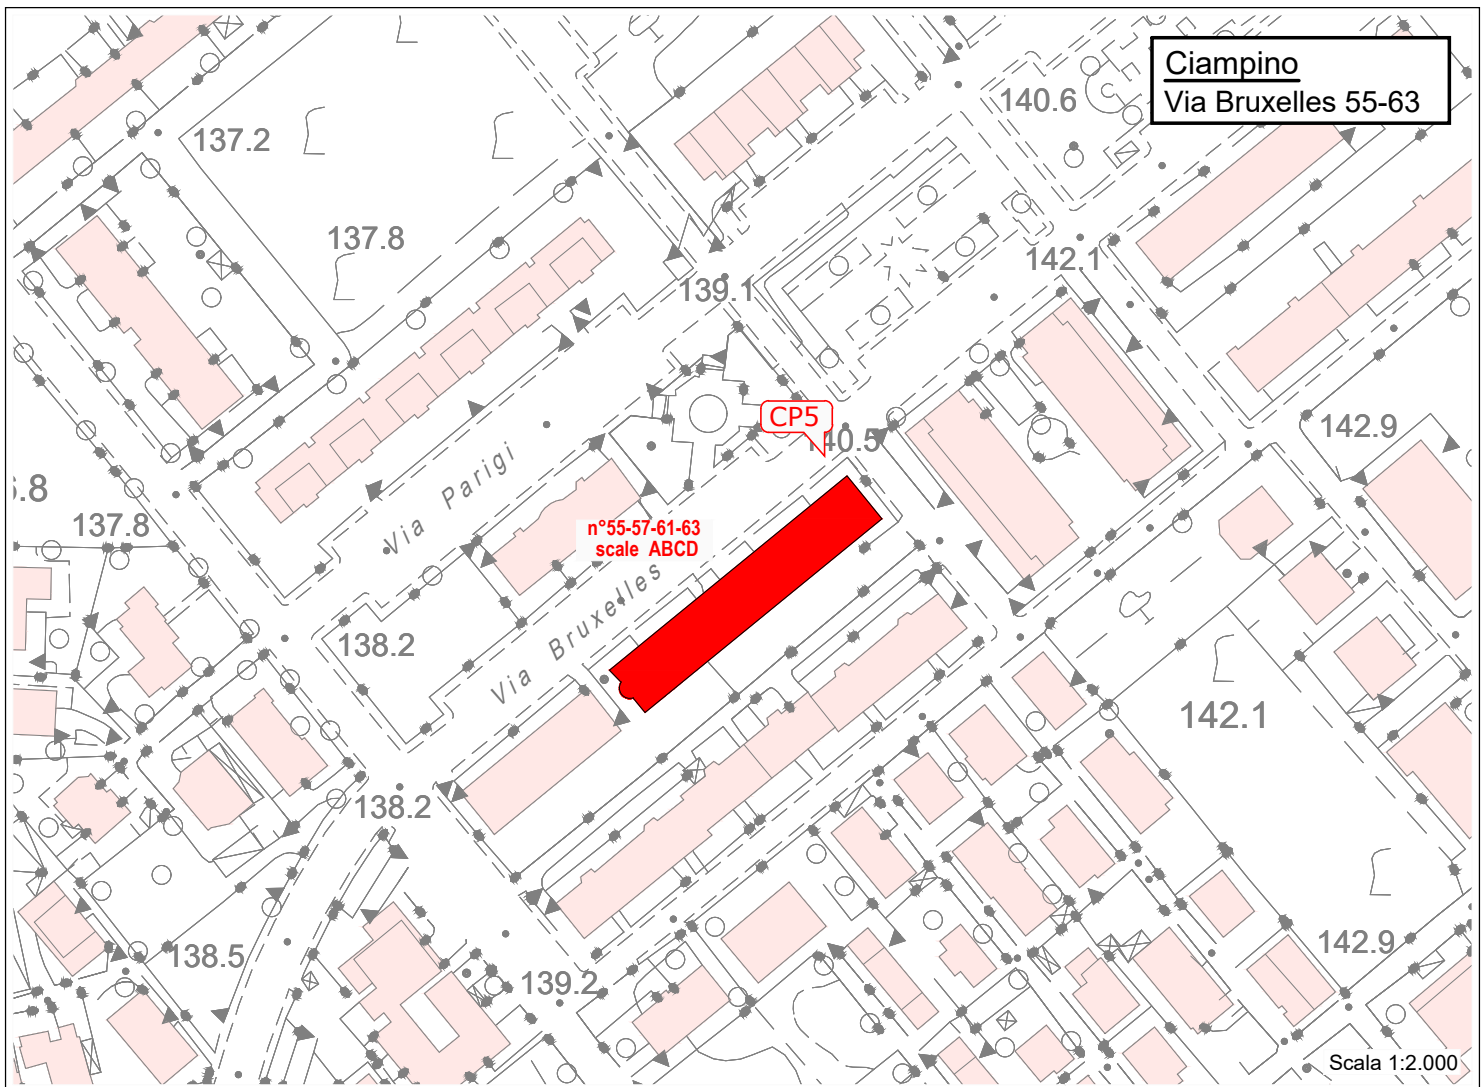 Ciampino
Via Bruxelles 55-63
140.6
137.2
137.8
142.1
139.1
CP5
142.9
Via Parigi
n°55-57-61-63
scale ABCD
137.8
Via Bruxelles
138.2
142.1
138.2
138.5
142.9
139.2
Scala 1:2.000